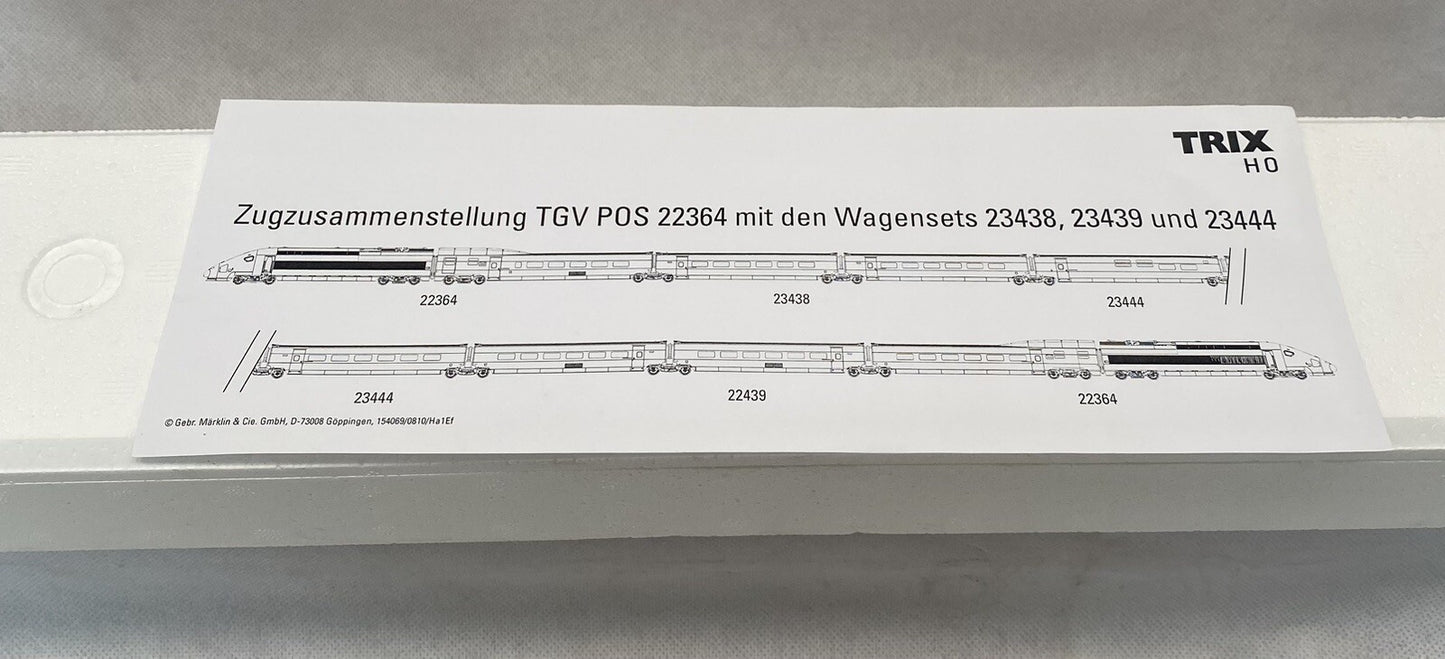 TRIX
H0
Zugzusammenstellung TGV POS 22364 mit den Wagensets 23438, 23439 und 23444
22364 23438 23444
23444 22439 22364
© Gebr. Märklin & Cie. GmbH, D-73008 Göppingen, 154069/0810/Ha1Ef